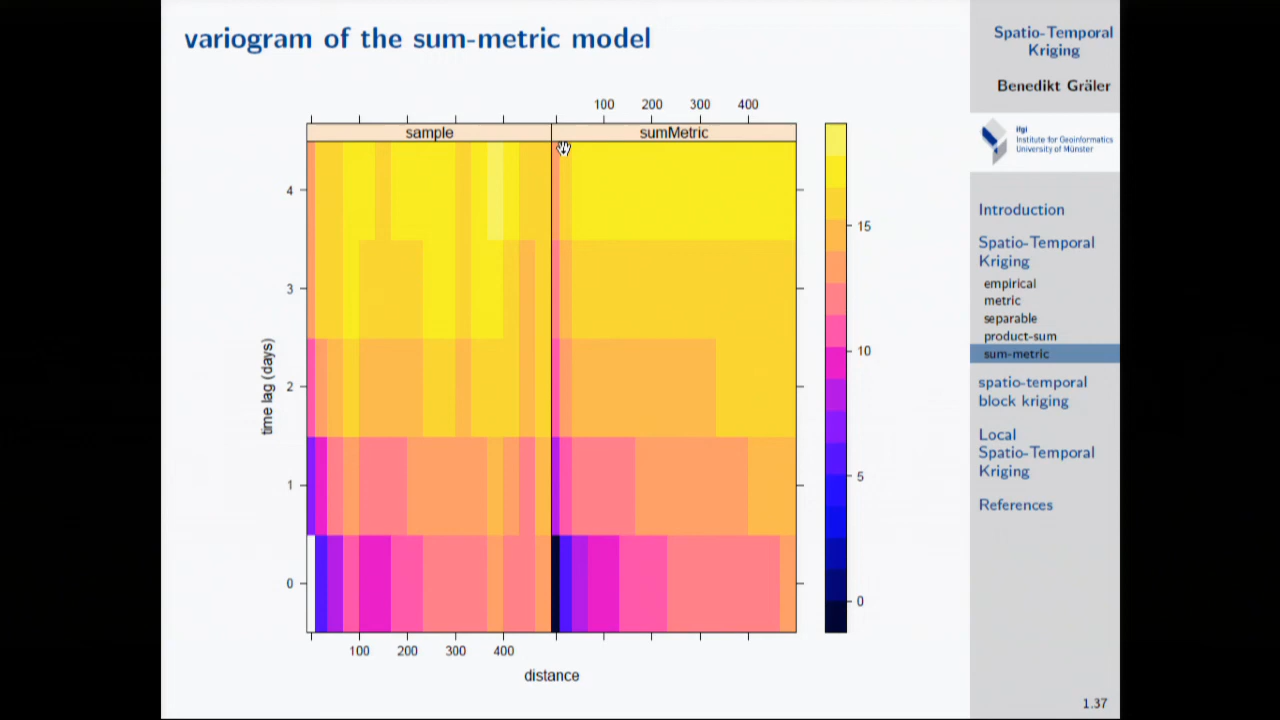 variogram of the sum-metric model
100 200 300 400
sample sumMetric
4
3
2
1
0
time lag (days)
100 200 300 400
distance
15
10
5
0
Spatio-Temporal
Kriging
Benedikt Gräler
ifgi
Institute for Geoinformatics
University of Münster
Introduction
Spatio-Temporal
Kriging
empirical
metric
separable
product-sum
sum-metric
spatio-temporal
block kriging
Local
Spatio-Temporal
Kriging
References
1.37